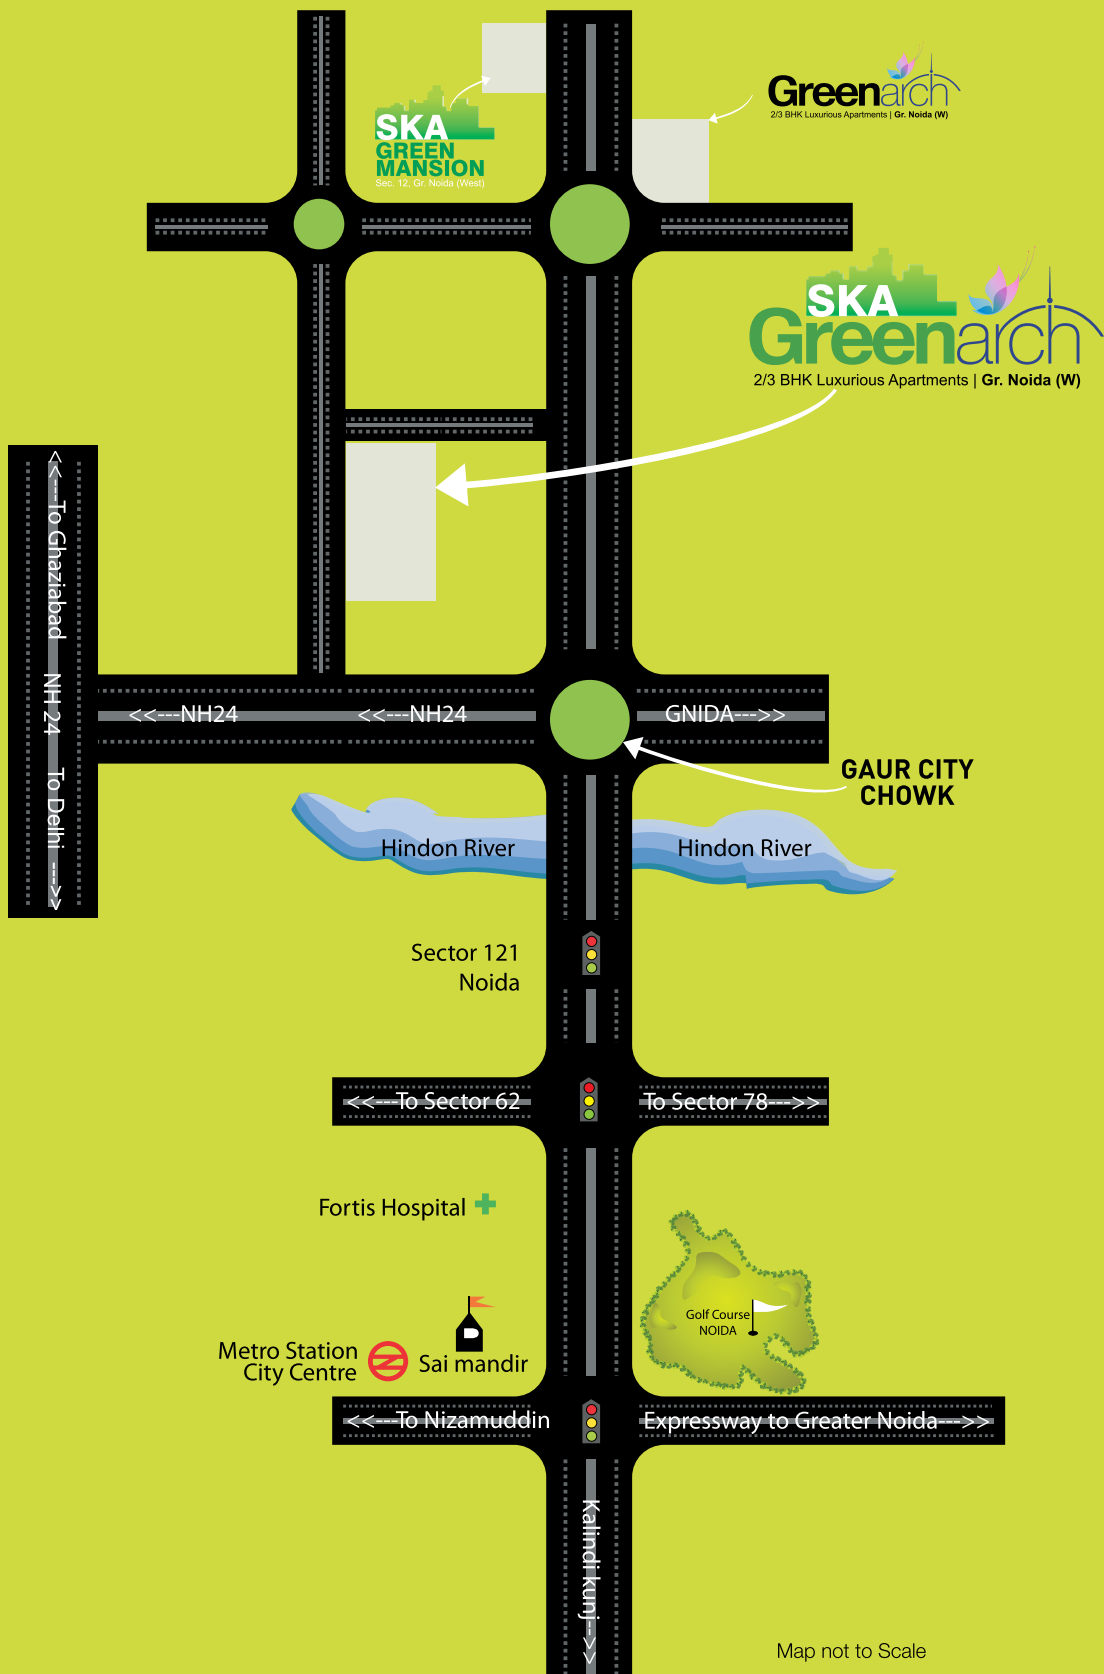 SKA
GREEN
MANSION
Sec. 12, Gr. Noida (West)
Greenarch
2/3 BHK Luxurious Apartments | Gr. Noida (W)
SKA
Greenarch
2/3 BHK Luxurious Apartments | Gr. Noida (W)
<<---To Ghaziabad NH 24 To Delhi --->>
<<---NH24
<<---NH24
GNIDA--->>
GAUR CITY
CHOWK
Hindon River
Hindon River
Sector 121
Noida
<<---To Sector 62
To Sector 78--->>
Fortis Hospital
Golf Course
NOIDA
Metro Station
City Centre
Sai mandir
<<---To Nizamuddin
Expressway to Greater Noida--->>
Kalindi kunj-->>
Map not to Scale